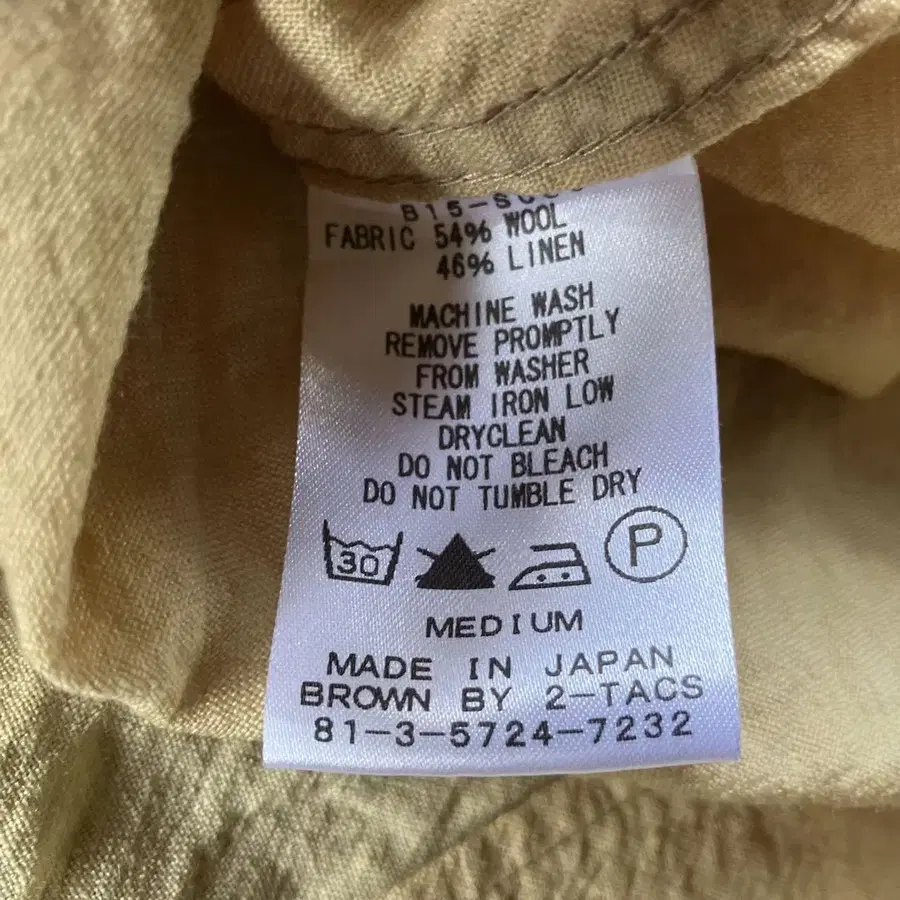 FABRIC 54% WOOL
46% LINEN
MACHINE WASH
REMOVE PROMPTLY
FROM WASHER
STEAM IRON LOW
DRYCLEAN
DO NOT BLEACH
DO NOT TUMBLE DRY
30 P
MEDIUM
MADE IN JAPAN
BROWN BY 2-TACS
81-3-5724-7232